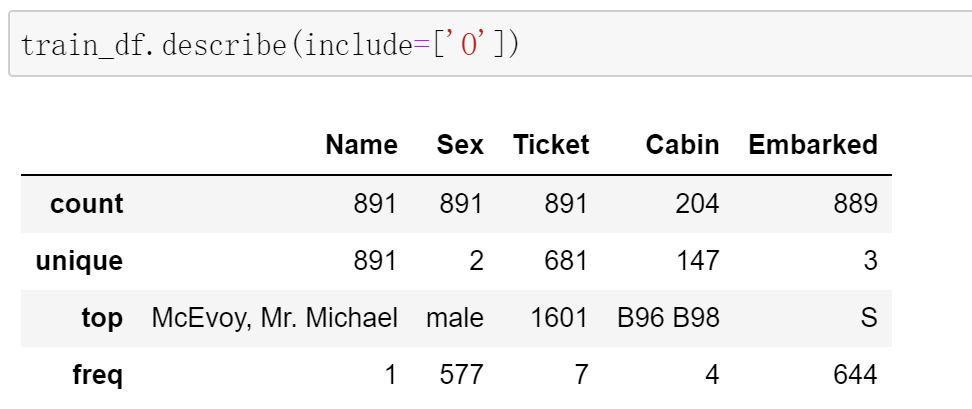 train_df.describe(include=['O'])
Name Sex Ticket Cabin Embarked
count 891 891 891 204 889
unique 891 2 681 147 3
top McEvoy, Mr. Michael male 1601 B96 B98 S
freq 1 577 7 4 644